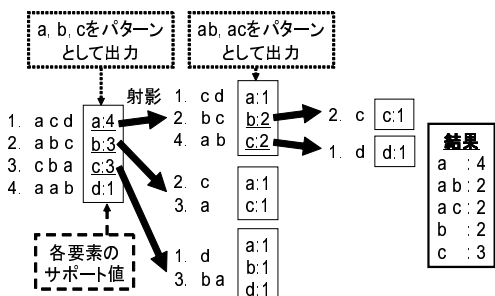 a, b, cをパターン
として出力
ab, acをパターン
として出力
射影
1. a c d
2. a b c
3. c b a
4. a a b
a:4
b:3
c:3
d:1
各要素の
サポート値
1. c d
2. b c
4. a b
a:1
b:2
c:2
2. c
3. a
a:1
c:1
1. d
3. b a
a:1
b:1
d:1
2. c
c:1
1. d
d:1
結果
a : 4
a b : 2
a c : 2
b : 2
c : 3